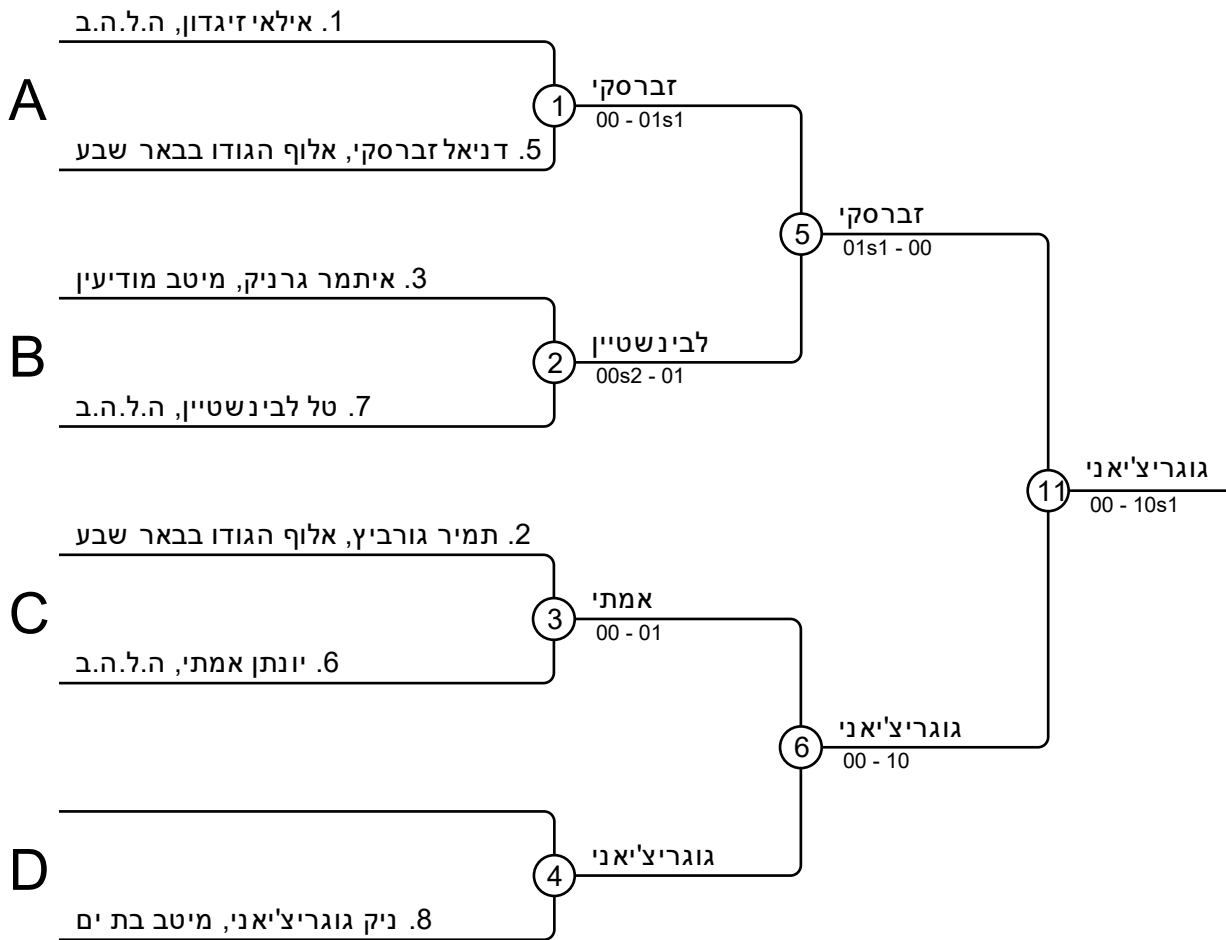 1. אילאי זיגדון, ה.ל.ה.ב
A
1
זברסקי
00 - 01s1
5. דניאל זברסקי, אלוף הגודו בבאר שבע
5
זברסקי
01s1 - 00
3. איתמר גרניק, מיטב מודיעין
B
2
לבינשטיין
00s2 - 01
7. טל לבינשטיין, ה.ל.ה.ב
11
גוגריצ'יאני
00 - 10s1
2. תמיר גורביץ, אלוף הגודו בבאר שבע
C
3
אמתי
00 - 01
6. יונתן אמתי, ה.ל.ה.ב
6
גוגריצ'יאני
00 - 10
D
4
גוגריצ'יאני
8. ניק גוגריצ'יאני, מיטב בת ים